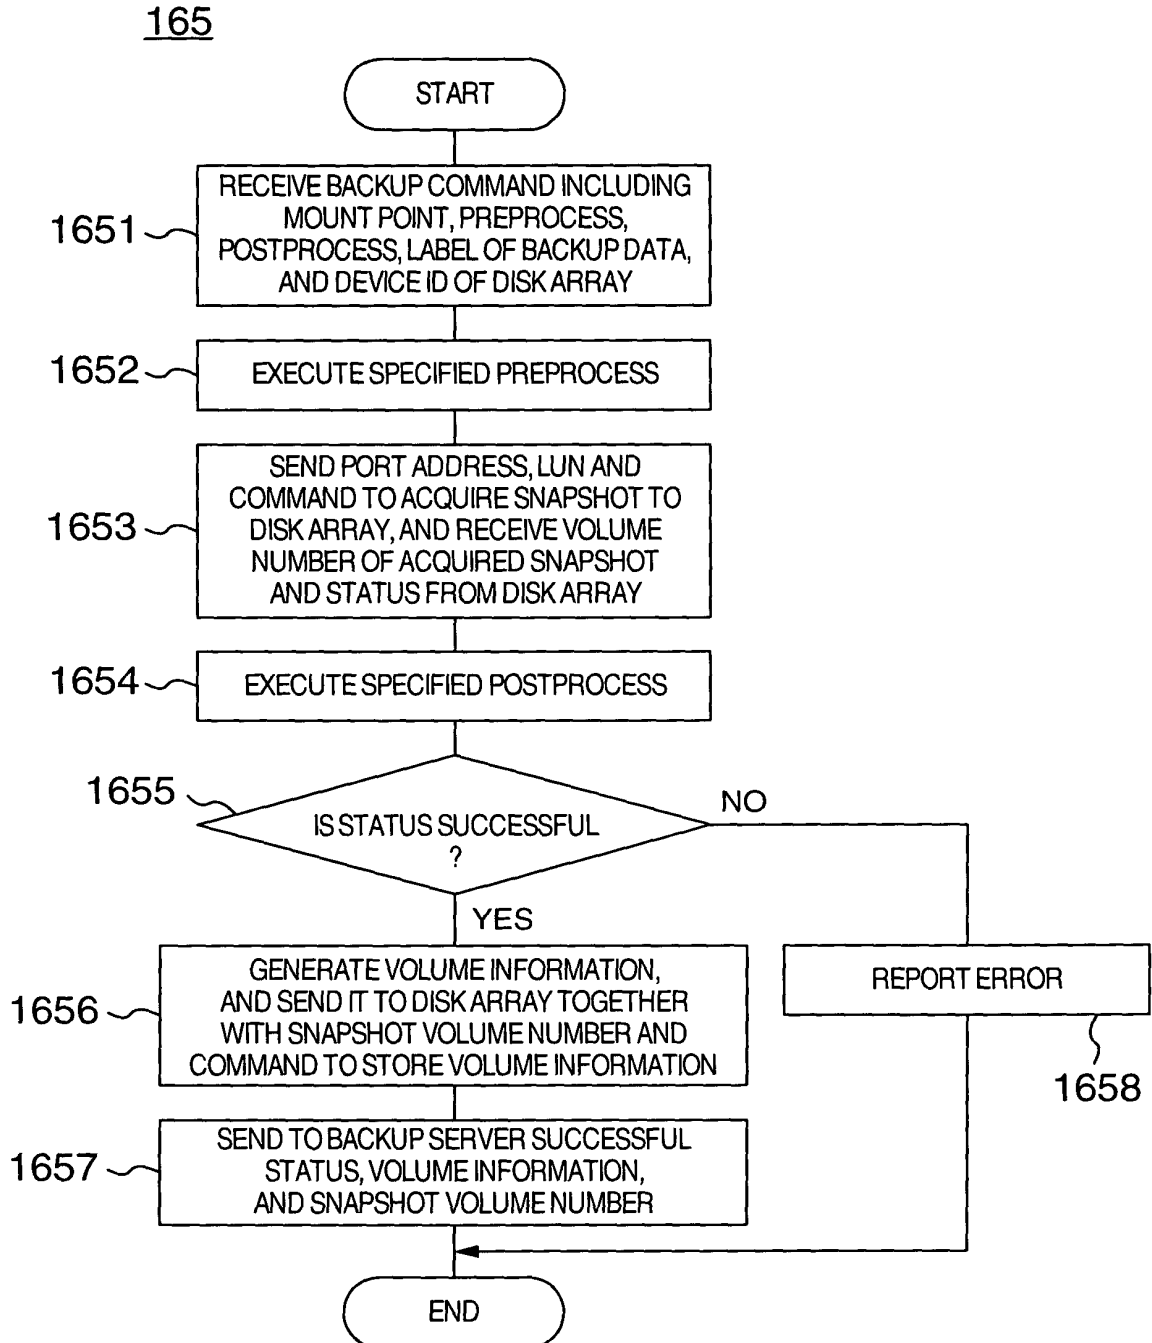 165
START
1651
RECEIVE BACKUP COMMAND INCLUDING
MOUNT POINT, PREPROCESS,
POSTPROCESS, LABEL OF BACKUP DATA,
AND DEVICE ID OF DISK ARRAY
1652
EXECUTE SPECIFIED PREPROCESS
1653
SEND PORT ADDRESS, LUN AND
COMMAND TO ACQUIRE SNAPSHOT TO
DISK ARRAY, AND RECEIVE VOLUME
NUMBER OF ACQUIRED SNAPSHOT
AND STATUS FROM DISK ARRAY
1654
EXECUTE SPECIFIED POSTPROCESS
1655
IS STATUS SUCCESSFUL
?
NO
YES
1656
GENERATE VOLUME INFORMATION,
AND SEND IT TO DISK ARRAY TOGETHER
WITH SNAPSHOT VOLUME NUMBER AND
COMMAND TO STORE VOLUME INFORMATION
REPORT ERROR
1658
1657
SEND TO BACKUP SERVER SUCCESSFUL
STATUS, VOLUME INFORMATION,
AND SNAPSHOT VOLUME NUMBER
END